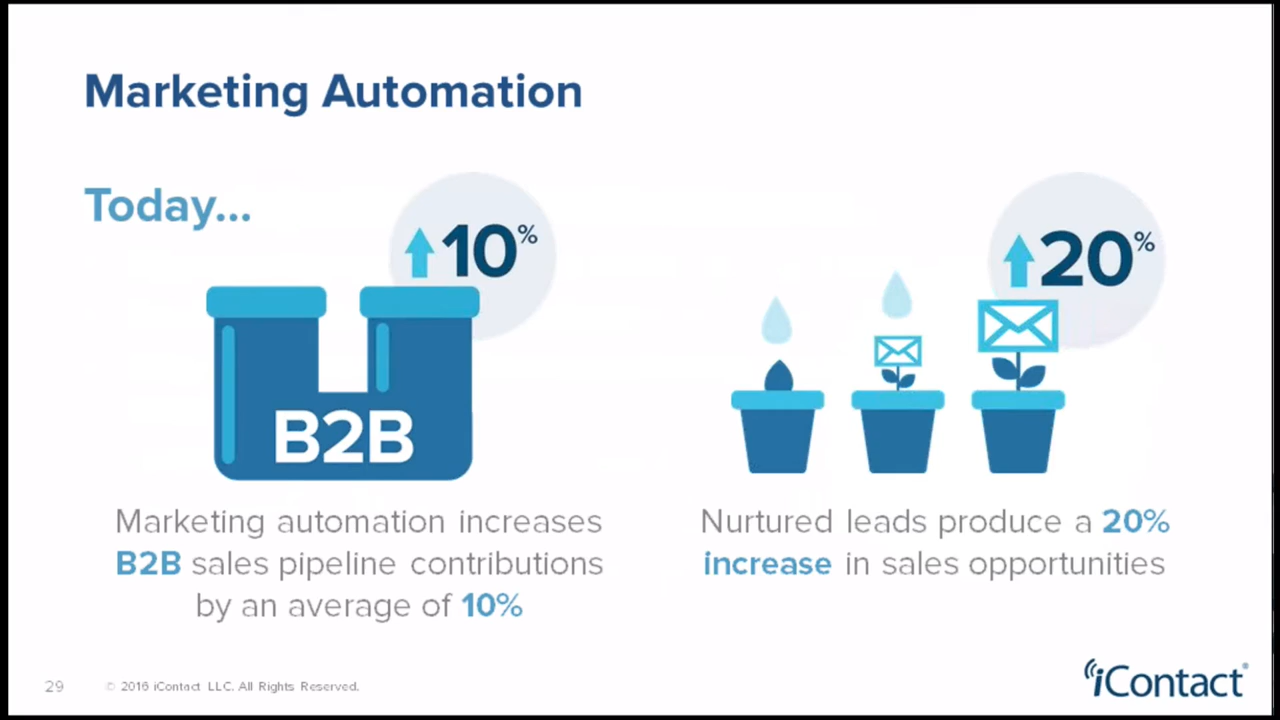 Marketing Automation
Today...
10%
20%
B2B
Marketing automation increases
B2B sales pipeline contributions
by an average of 10%
Nurtured leads produce a 20%
increase in sales opportunities
29
© 2016 iContact LLC. All Rights Reserved.
iContact®